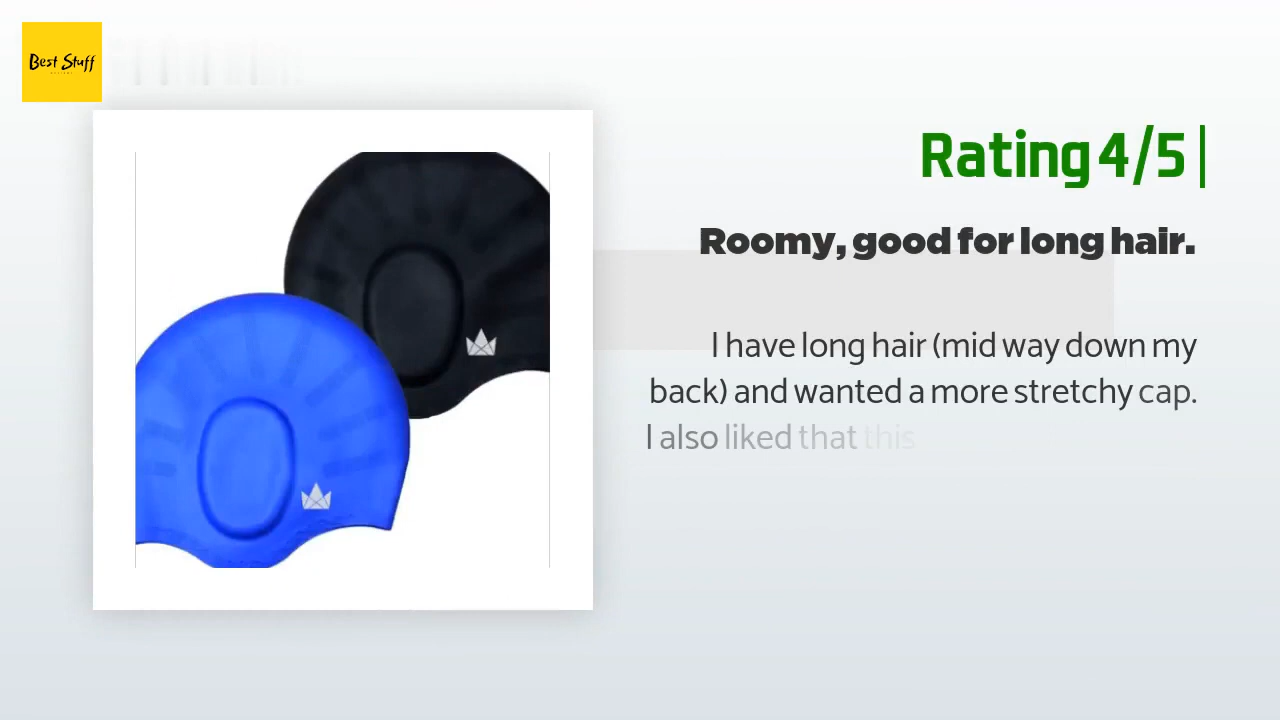 Best Stuff
Rating 4/5 |
Roomy, good for long hair.
I have long hair (mid way down my
back) and wanted a more stretchy cap.
I also liked that this